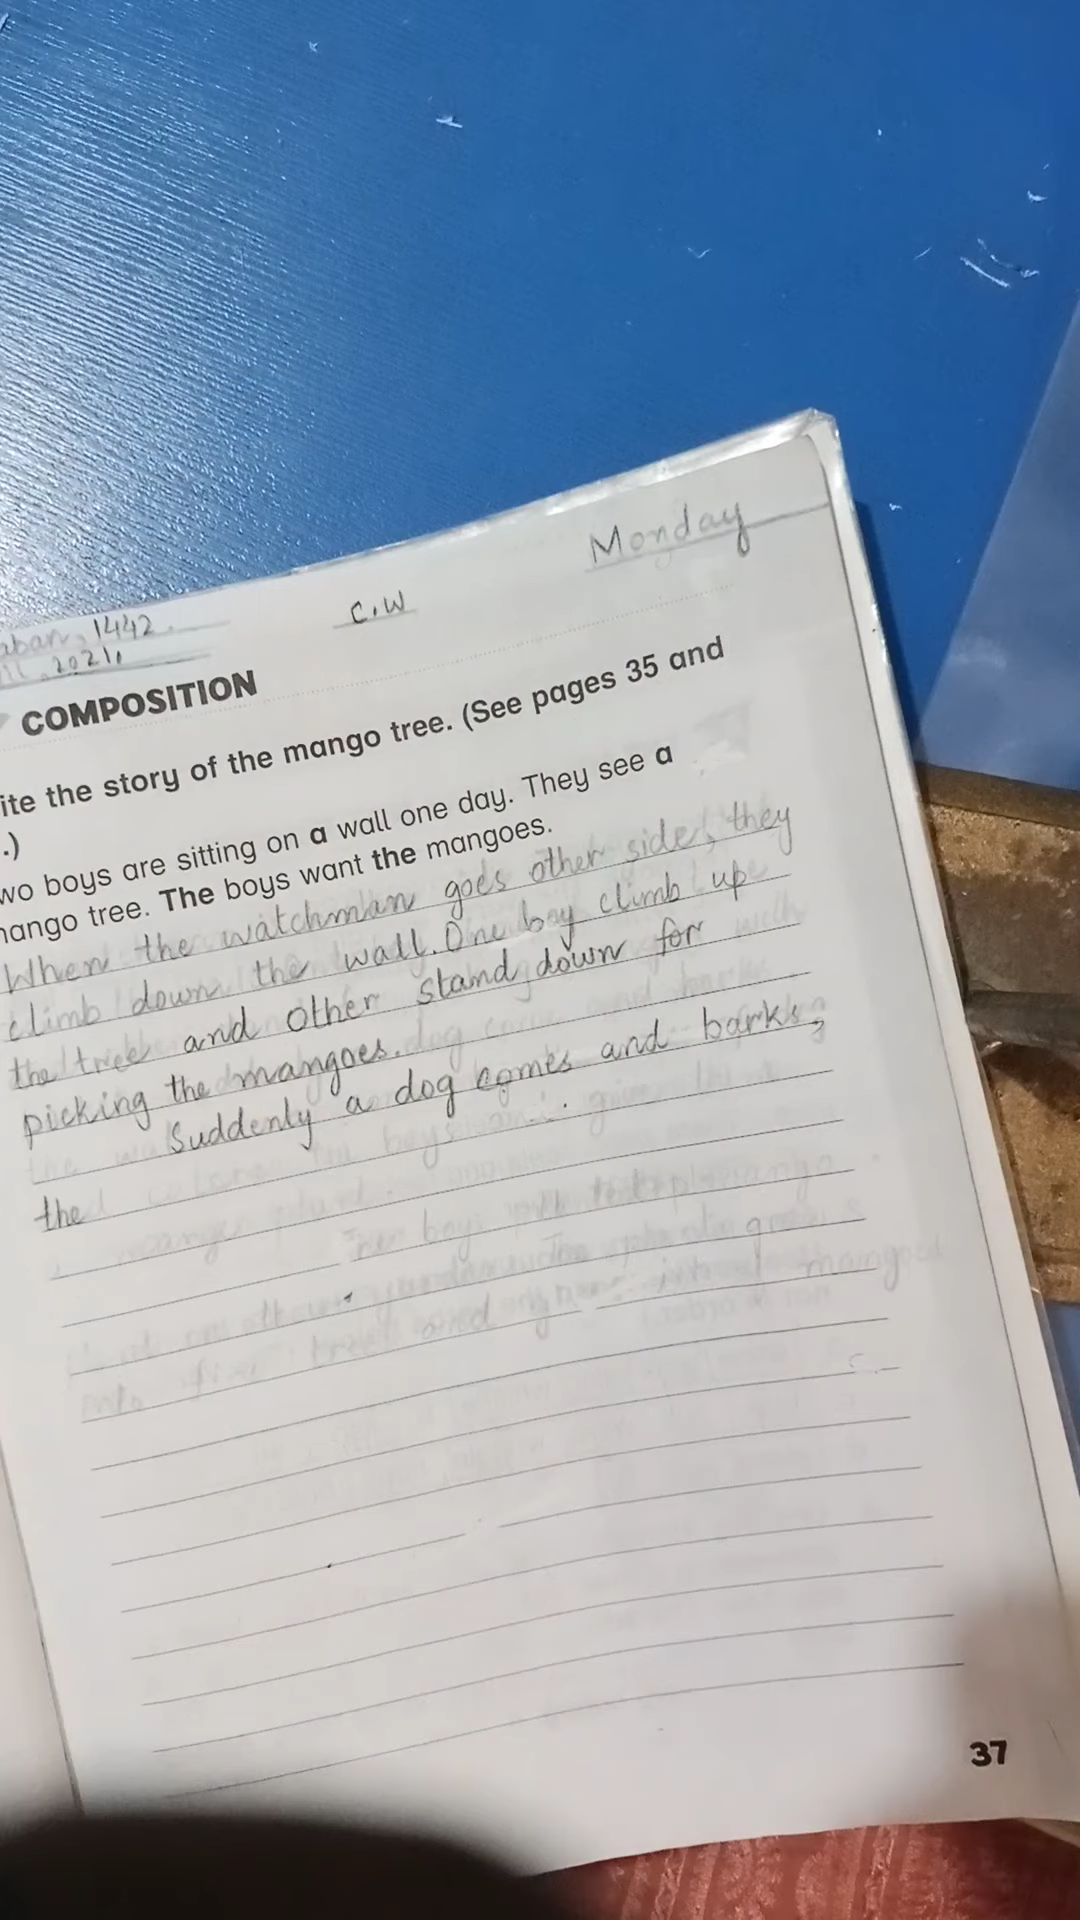 Monday
1442.
C.W
2021.
COMPOSITION
ite the story of the mango tree. (See pages 35 and
.)
wo boys are sitting on a wall one day. They see a
mango tree. The boys want the mangoes.
When the watchman goes other side, they
climb down the wall. One boy climb up
the tree and other stand down for
picking the mangoes.
Suddenly a dog comes and barks,
the
37